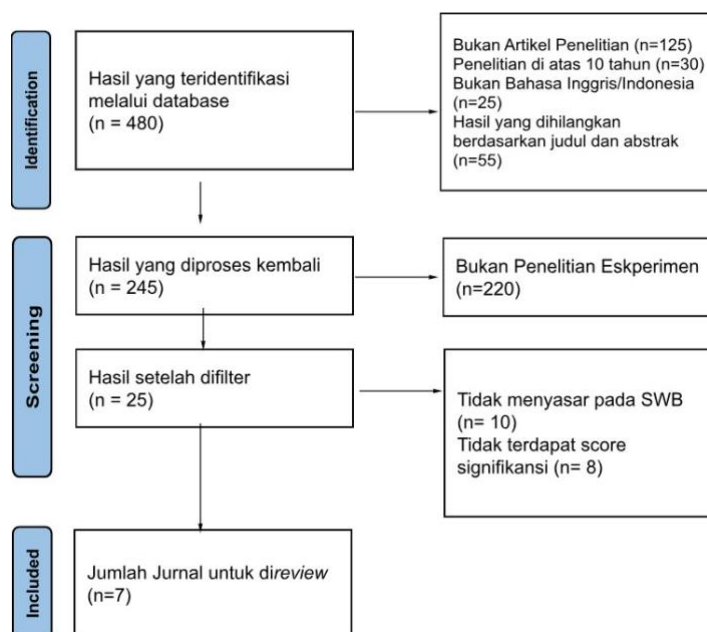 Identification
Hasil yang teridentifikasi
melalui database
(n = 480)
Bukan Artikel Penelitian (n=125)
Penelitian di atas 10 tahun (n=30)
Bukan Bahasa Inggris/Indonesia
(n=25)
Hasil yang dihilangkan
berdasarkan judul dan abstrak
(n=55)
Screening
Hasil yang diproses kembali
(n = 245)
Bukan Penelitian Eskperimen
(n=220)
Hasil setelah difilter
(n = 25)
Tidak menyasar pada SWB
(n= 10)
Tidak terdapat score
signifikansi (n= 8)
Included
Jumlah Jurnal untuk direview
(n=7)